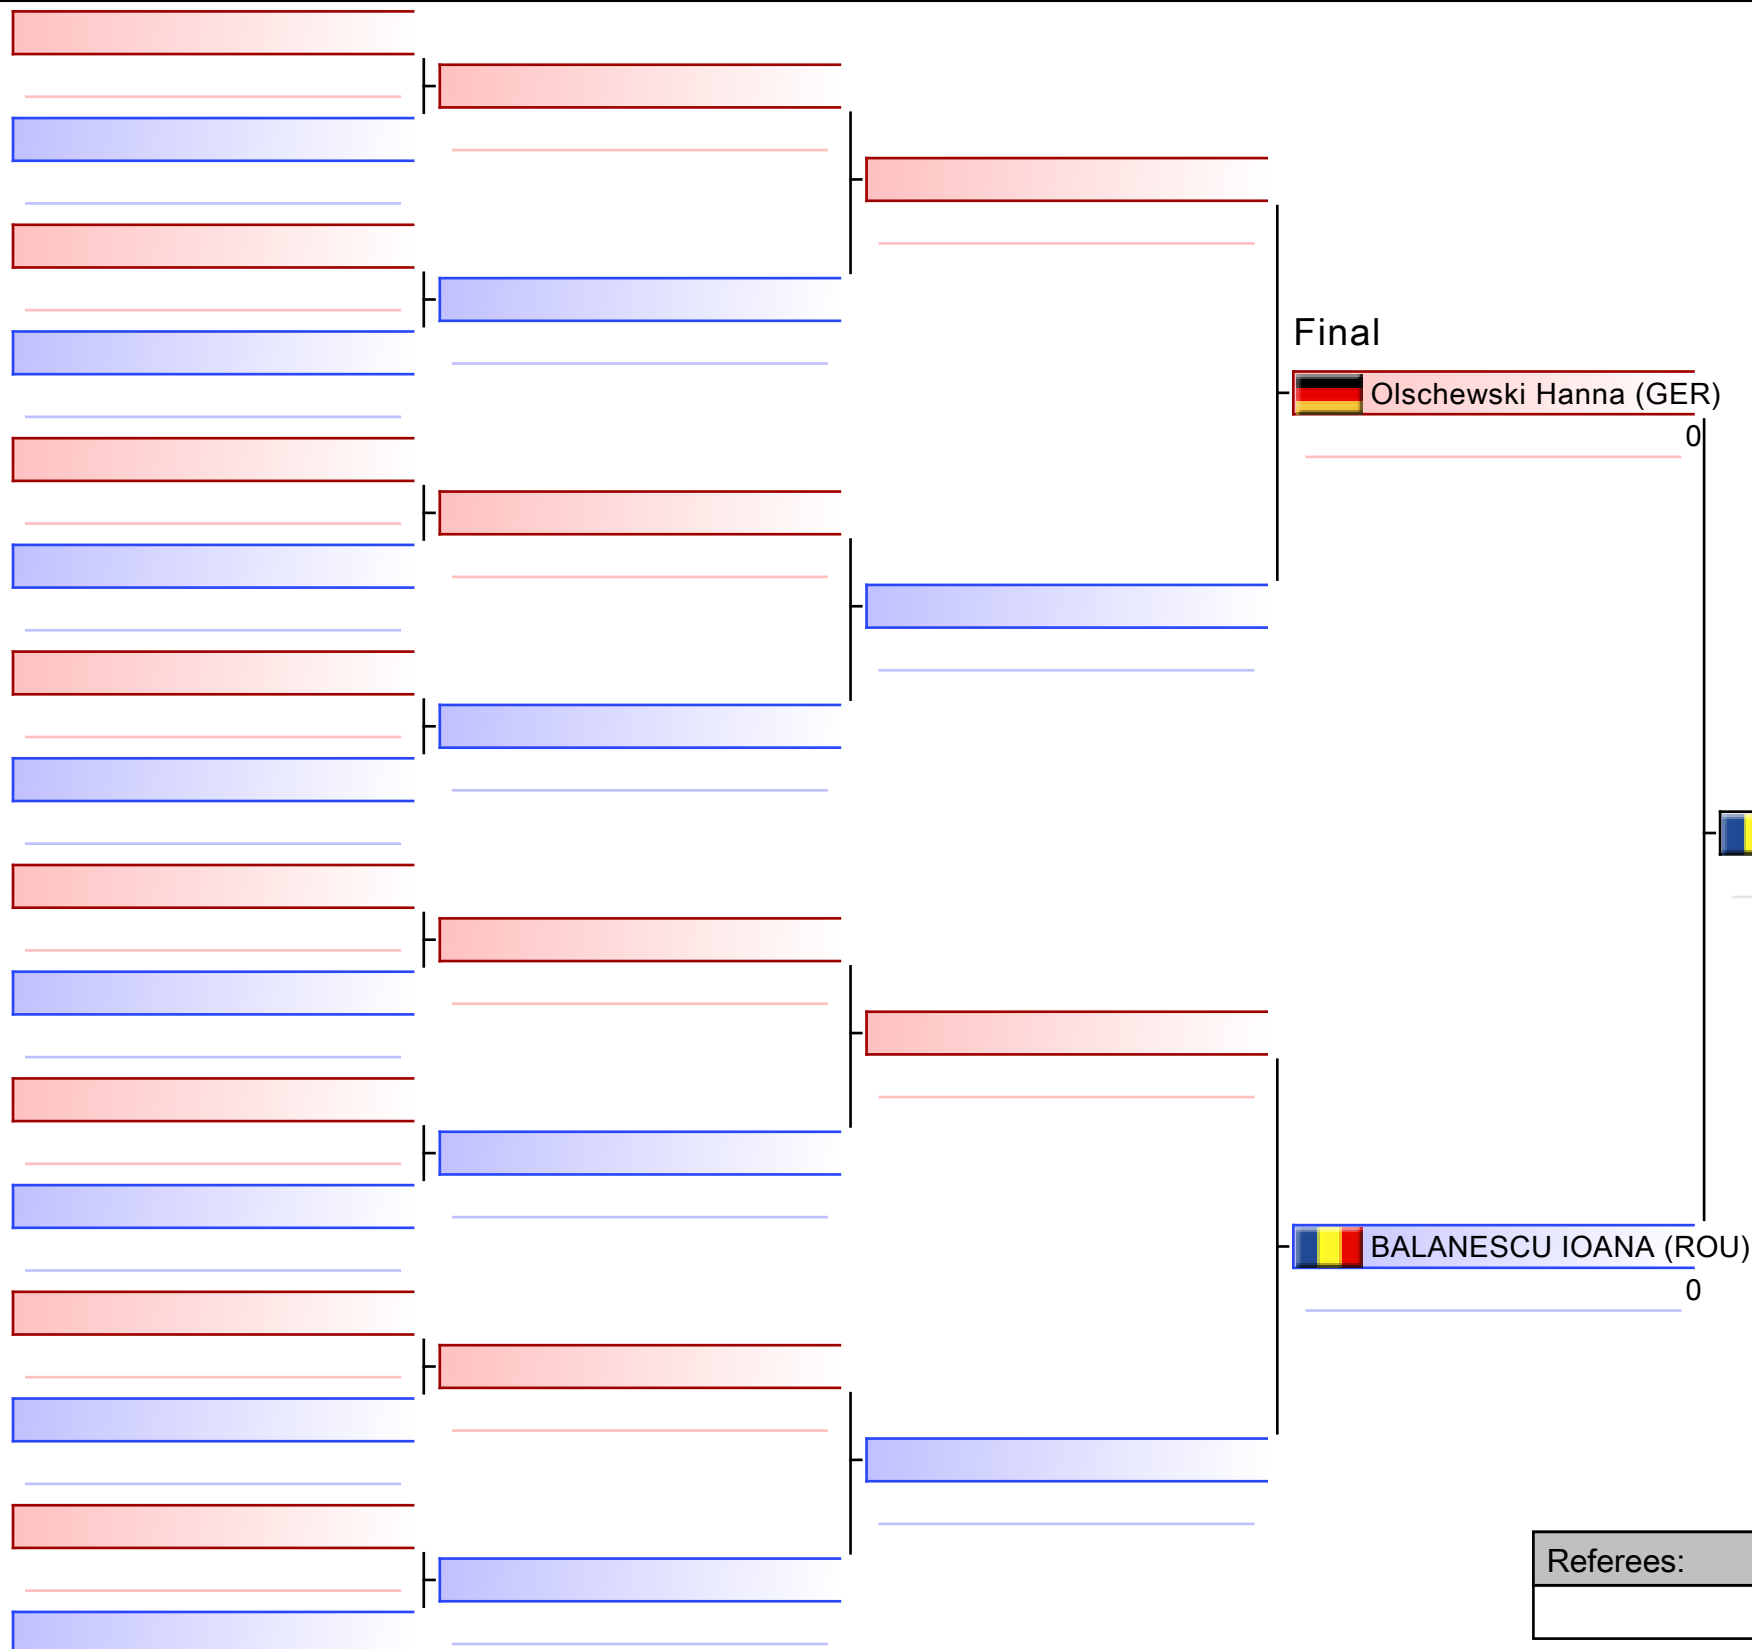 Final
Olschewski Hanna (GER)
0
BALANESCU IOANA (ROU)
0
Referees: